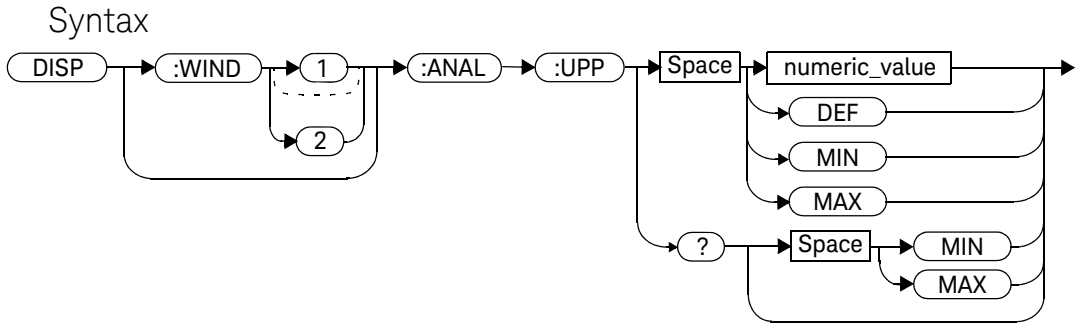 Syntax
DISP :WIND 1 :ANAL :UPP Space numeric_value
DEF
2
MIN
MAX
? Space MIN
MAX